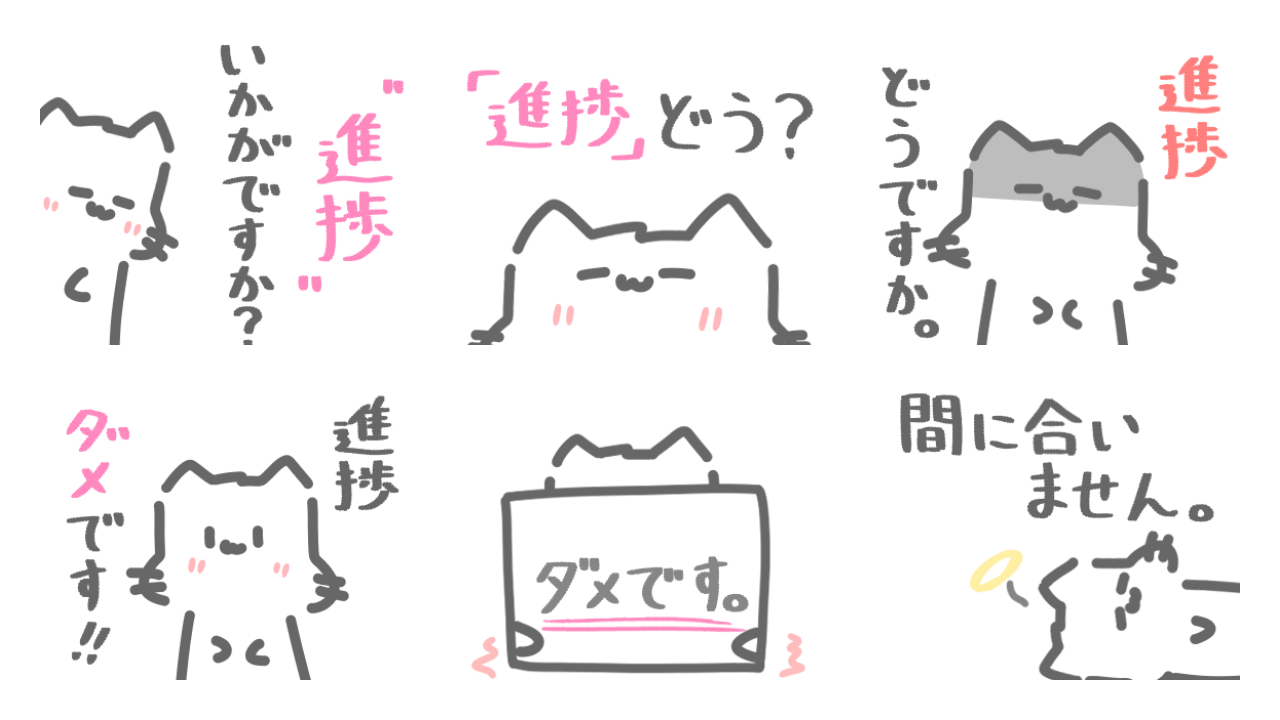 "進捗"
いかがですか?
「進捗」どう?
進捗
どうですか。
進捗
ダメです!!
ダメです。
間に合い
ません。